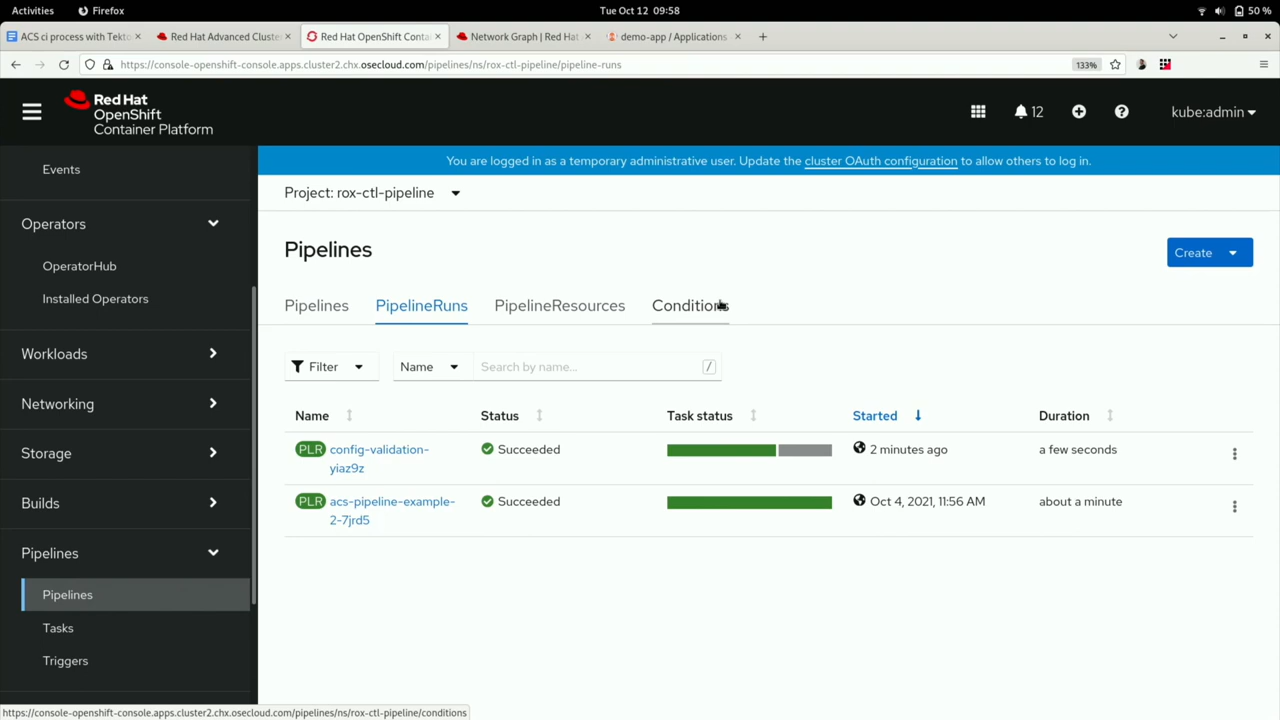 Activities
Firefox
Tue Oct 12 09:58
50 %
ACS ci process with Tekto
Red Hat Advanced Cluste
Red Hat OpenShift Conta
Network Graph | Red Hat
demo-app / Applications
https://console-openshift-console.apps.cluster2.chx.osecloud.com/pipelines/ns/rox-ctl-pipeline/pipeline-runs
133%
Red Hat
OpenShift
Container Platform
12
kube:admin
You are logged in as a temporary administrative user. Update the cluster OAuth configuration to allow others to log in.
Events
Operators
OperatorHub
Installed Operators
Workloads
Networking
Storage
Builds
Pipelines
Pipelines
Tasks
Triggers
Project: rox-ctl-pipeline
Pipelines
Create
Pipelines PipelineRuns PipelineResources Conditions
Filter Name Search by name... /
Name Status Task status Started Duration
PLR config-validation-
yiaz9z
Succeeded
2 minutes ago
a few seconds
PLR acs-pipeline-example-
2-7jrd5
Succeeded
Oct 4, 2021, 11:56 AM
about a minute
https://console-openshift-console.apps.cluster2.chx.osecloud.com/pipelines/ns/rox-ctl-pipeline/conditions